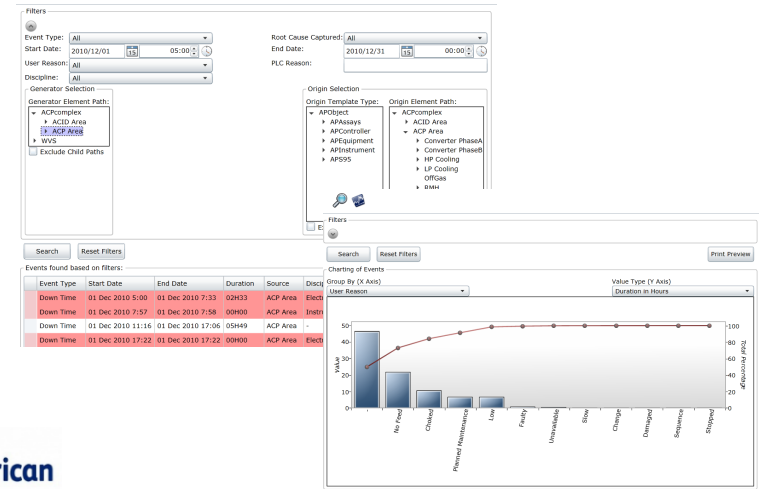 Filters
Event Type: All
Root Cause Captured: All
Start Date: 2010/12/01 15 05:00
End Date: 2010/12/31 15 00:00
User Reason: All
PLC Reason:
Discipline: All
Generator Selection
Generator Element Path:
ACPcomplex
ACID Area
ACP Area
WVS
Exclude Child Paths
Origin Selection
Origin Template Type:
APObject
APAssays
APController
APEquipment
APInstrument
APS95
Origin Element Path:
ACPcomplex
ACID Area
ACP Area
Converter PhaseA
Converter PhaseB
HP Cooling
LP Cooling
OffGas
RMH
Search Reset Filters
Events found based on filters:
Event Type Start Date End Date Duration Source Discip
Down Time 01 Dec 2010 5:00 01 Dec 2010 7:33 02H33 ACP Area Electr
Down Time 01 Dec 2010 7:57 01 Dec 2010 7:58 00H00 ACP Area Instru
Down Time 01 Dec 2010 11:16 01 Dec 2010 17:06 05H49 ACP Area -
Down Time 01 Dec 2010 17:22 01 Dec 2010 17:22 00H00 ACP Area Electr
Filters
Search Reset Filters Print Preview
Charting of Events
Group By (X Axis)
User Reason
Value Type (Y Axis)
Duration in Hours
Value
50
40
30
20
10
0
100
80
60
40
20
0
Total Percentage
-
No Feed
Choked
Planned Maintenance
Low
Faulty
Unavailable
Slow
Change
Damaged
Sequence
Stopped
rican